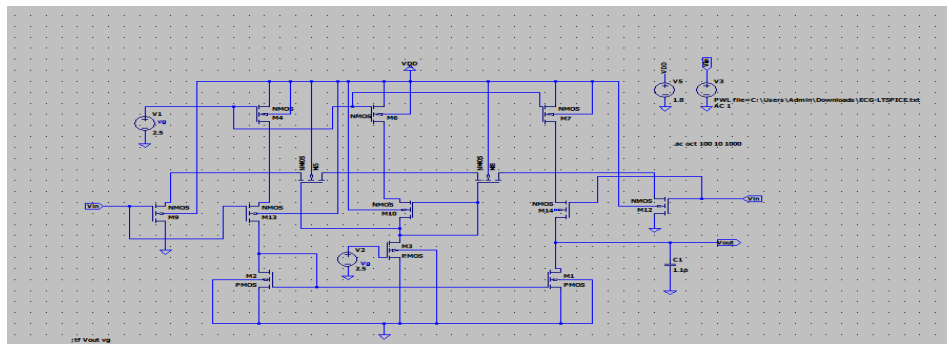 VDD
VDD
Vin
V5
V3
1.8
PWL file=C:\Users\Admin\Downloads\ECG-LTSPICE.txt
AC 1
.ac oct 100 10 1000
V1
vg
2.5
NMOS
M4
NMOS
M6
NMOS
M7
NMOS
M5
NMOS
M8
Vin
NMOS
M9
NMOS
M13
NMOS
M10
NMOS
M14
NMOS
M12
Vin
V2
Vg
2.5
M3
PMOS
Vout
C1
1.1p
M2
PMOS
M1
PMOS
;tf Vout vg